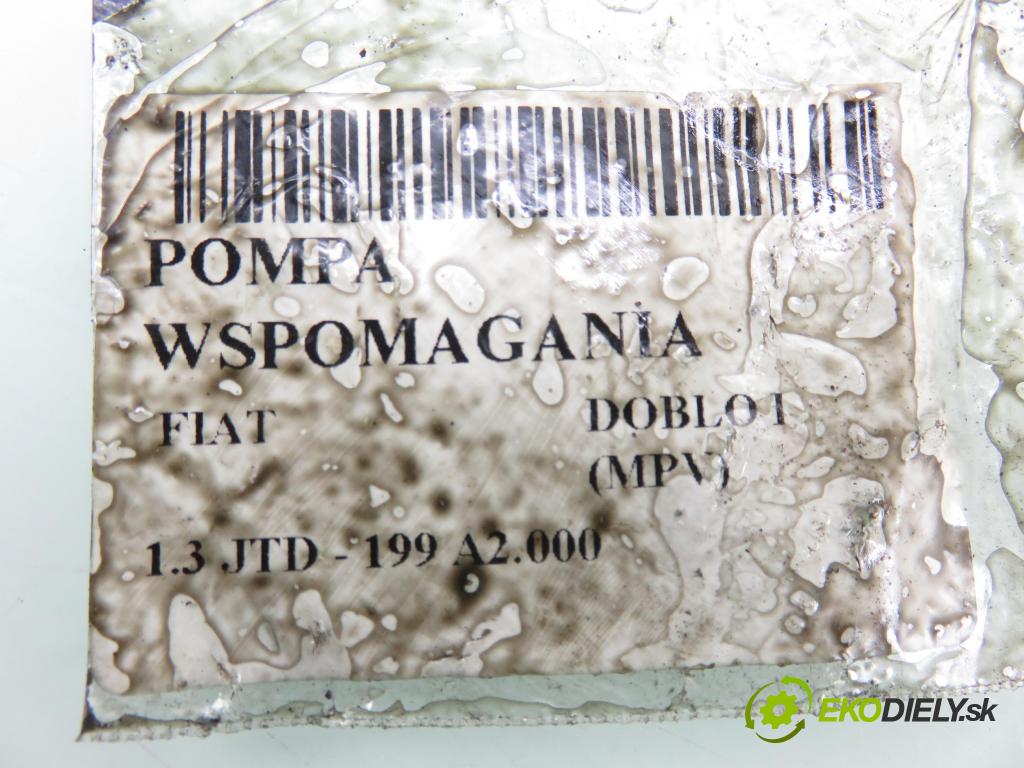 POMPA
WSPOMAGANIA
FIAT DOBLO I
(MPV)
1.3 JTD - 199 A2.000
EKODIELY.sk